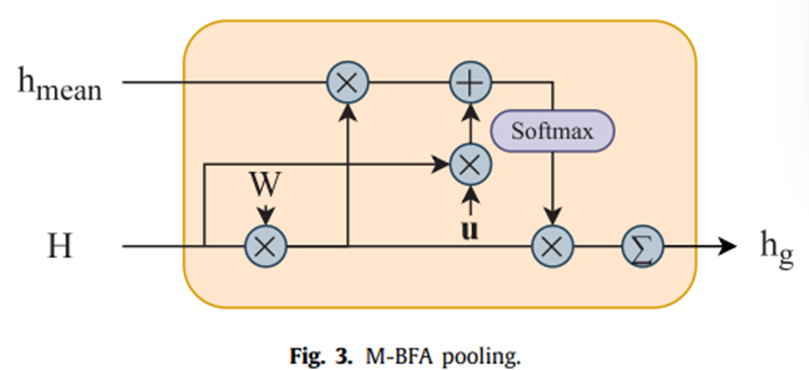 h_mean
×
+
Softmax
×
W
H
×
u
×
Σ
h_g
Fig. 3. M-BFA pooling.